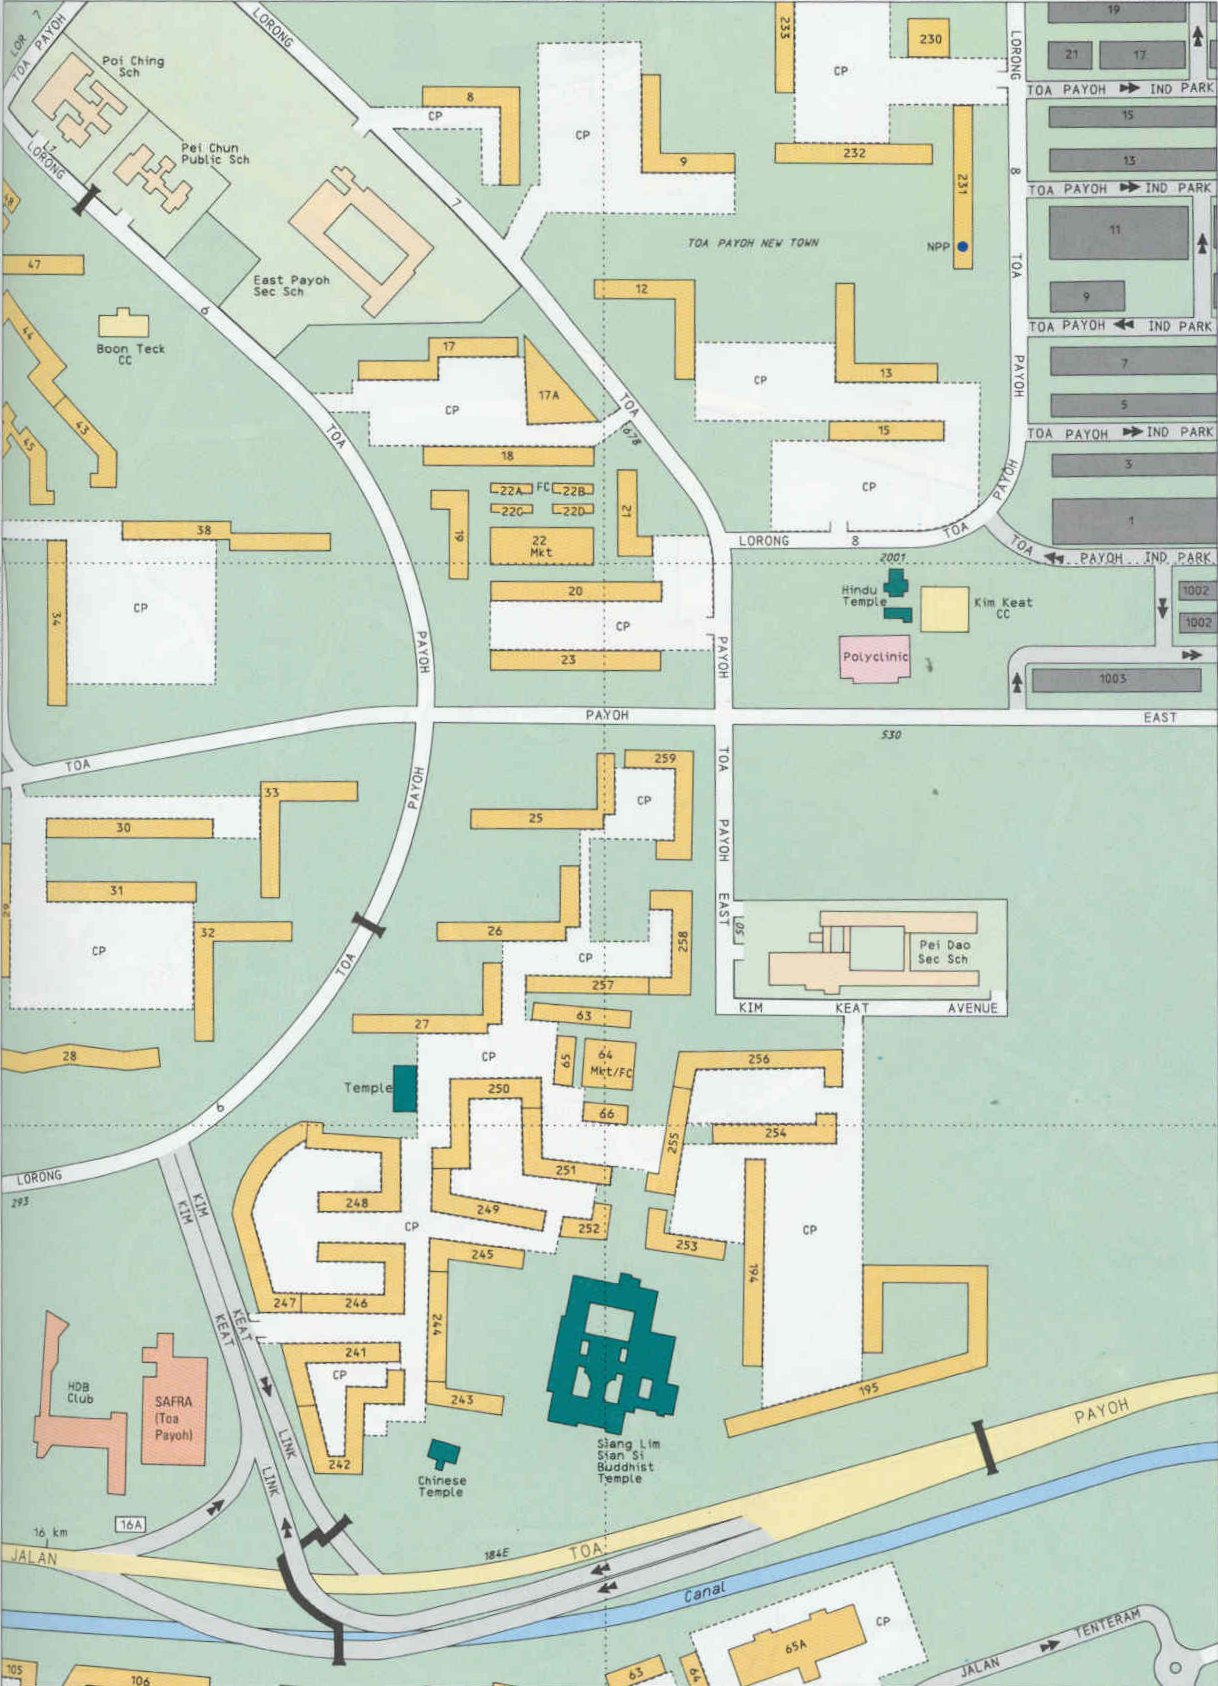 LOR 7
TOA PAYOH
LORONG
19
233
230
LORONG
21
17
Poi Ching
Sch
CP
TOA PAYOH IND PARK
8
CP
15
CP
Pei Chun
Public Sch
9
232
13
LORONG
8
TOA PAYOH IND PARK
231
7
11
47
TOA PAYOH NEW TOWN
NPP
TOA
East Payoh
Sec Sch
12
9
6
TOA PAYOH IND PARK
44
Boon Teck
CC
17
7
PAYOH
13
CP
17A
CP
5
TOA
TOA
678
43
15
TOA PAYOH IND PARK
45
18
3
PAYOH
22A
FC
22B
CP
22C
22D
21
19
1
38
22
Mkt
LORONG
8
TOA
TOA
PAYOH IND PARK
2001
20
Hindu
Temple
Kim Keat
CC
1002
34
CP
CP
1002
PAYOH
23
PAYOH
Polyclinic
1003
PAYOH
EAST
530
TOA
TOA
259
PAYOH
33
CP
25
30
PAYOH
31
29
EAST
32
26
258
50
CP
CP
Pei Dao
Sec Sch
TOA
257
KIM
KEAT
AVENUE
63
27
28
CP
65
64
Mkt/FC
256
Temple
250
66
6
254
255
251
LORONG
293
KIM
KIM
248
249
CP
252
CP
253
245
194
247
246
KEAT
KEAT
244
241
CP
HDB
Club
SAFRA
(Toa
Payoh)
243
195
PAYOH
LINK
LINK
242
Siang Lim
Sian Si
Buddhist
Temple
Chinese
Temple
16A
16 km
JALAN
184E
TOA
Canal
CP
TENTERAM
65A
JALAN
105
106
63
64